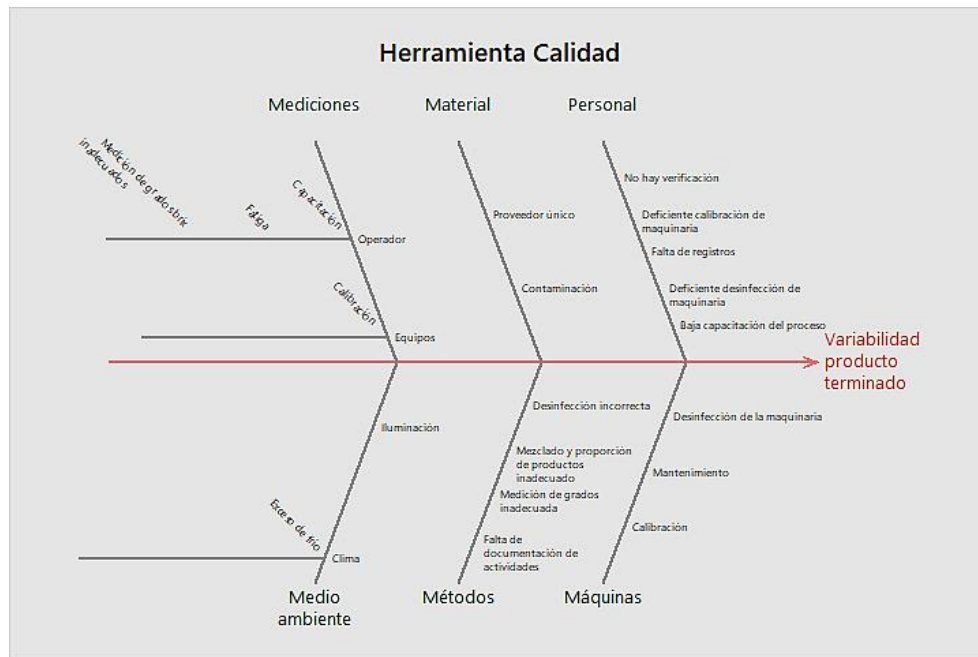 Herramienta Calidad
Mediciones
Material
Personal
Medición de grados brix
inadecuados
Fatiga
Capacitación
Operador
Calibración
Equipos
Proveedor único
Contaminación
No hay verificación
Deficiente calibración de
maquinaria
Falta de registros
Deficiente desinfección de
maquinaria
Baja capacitación del proceso
Variabilidad
producto
terminado
Iluminación
Exceso de frío
Clima
Desinfección incorrecta
Mezclado y proporción
de productos
inadecuado
Medición de grados
inadecuada
Falta de
documentación de
actividades
Desinfección de la maquinaria
Mantenimiento
Calibración
Medio
ambiente
Métodos
Máquinas